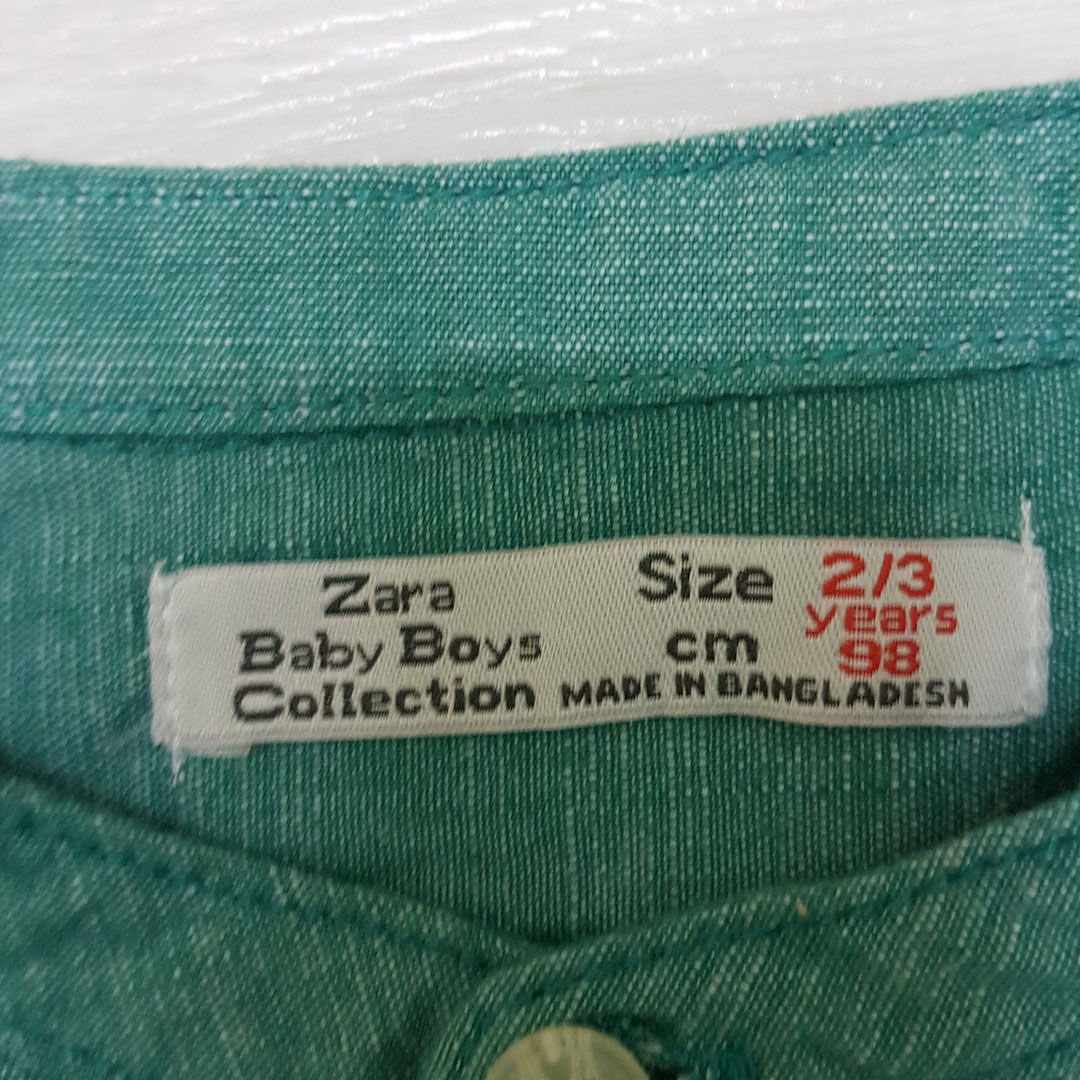 Zara
Baby Boys
Collection
Size 2/3
years
cm 98
MADE IN BANGLADESH